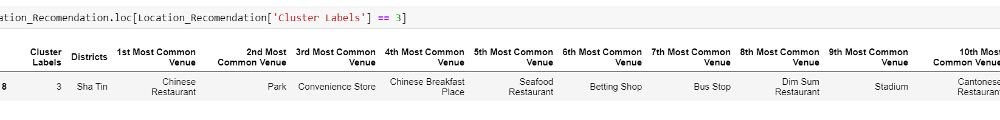 ation_Recomendation.loc[Location_Recomendation['Cluster Labels'] == 3]
Cluster Labels Districts 1st Most Common Venue 2nd Most Common Venue 3rd Most Common Venue 4th Most Common Venue 5th Most Common Venue 6th Most Common Venue 7th Most Common Venue 8th Most Common Venue 9th Most Common Venue 10th Most Common Venue
8 3 Sha Tin Chinese Restaurant Park Convenience Store Chinese Breakfast Place Seafood Restaurant Betting Shop Bus Stop Dim Sum Restaurant Stadium Cantonese Restaurant